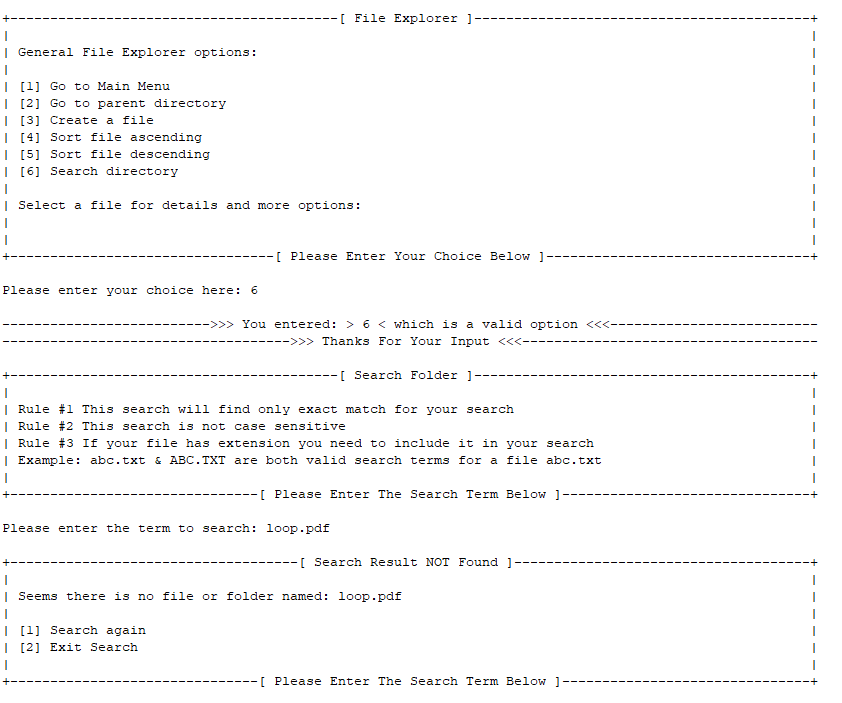 +-----------------------------------------[ File Explorer ]------------------------------------------+
|                                                                                                    |
| General File Explorer options:                                                                     |
|                                                                                                    |
| [1] Go to Main Menu                                                                                |
| [2] Go to parent directory                                                                         |
| [3] Create a file                                                                                  |
| [4] Sort file ascending                                                                            |
| [5] Sort file descending                                                                           |
| [6] Search directory                                                                               |
|                                                                                                    |
| Select a file for details and more options:                                                        |
|                                                                                                    |
|                                                                                                    |
+---------------------------------[ Please Enter Your Choice Below ]---------------------------------+
Please enter your choice here: 6
-------------------------->>> You entered: > 6 < which is a valid option <<<--------------------------
------------------------------------>>> Thanks For Your Input <<<-------------------------------------
+-----------------------------------------[ Search Folder ]------------------------------------------+
|                                                                                                    |
| Rule #1 This search will find only exact match for your search                                     |
| Rule #2 This search is not case sensitive                                                          |
| Rule #3 If your file has extension you need to include it in your search                           |
| Example: abc.txt & ABC.TXT are both valid search terms for a file abc.txt                          |
|                                                                                                    |
+-------------------------------[ Please Enter The Search Term Below ]-------------------------------+
Please enter the term to search: loop.pdf
+------------------------------------[ Search Result NOT Found ]-------------------------------------+
|                                                                                                    |
| Seems there is no file or folder named: loop.pdf                                                   |
|                                                                                                    |
| [1] Search again                                                                                   |
| [2] Exit Search                                                                                    |
|                                                                                                    |
+-------------------------------[ Please Enter The Search Term Below ]-------------------------------+